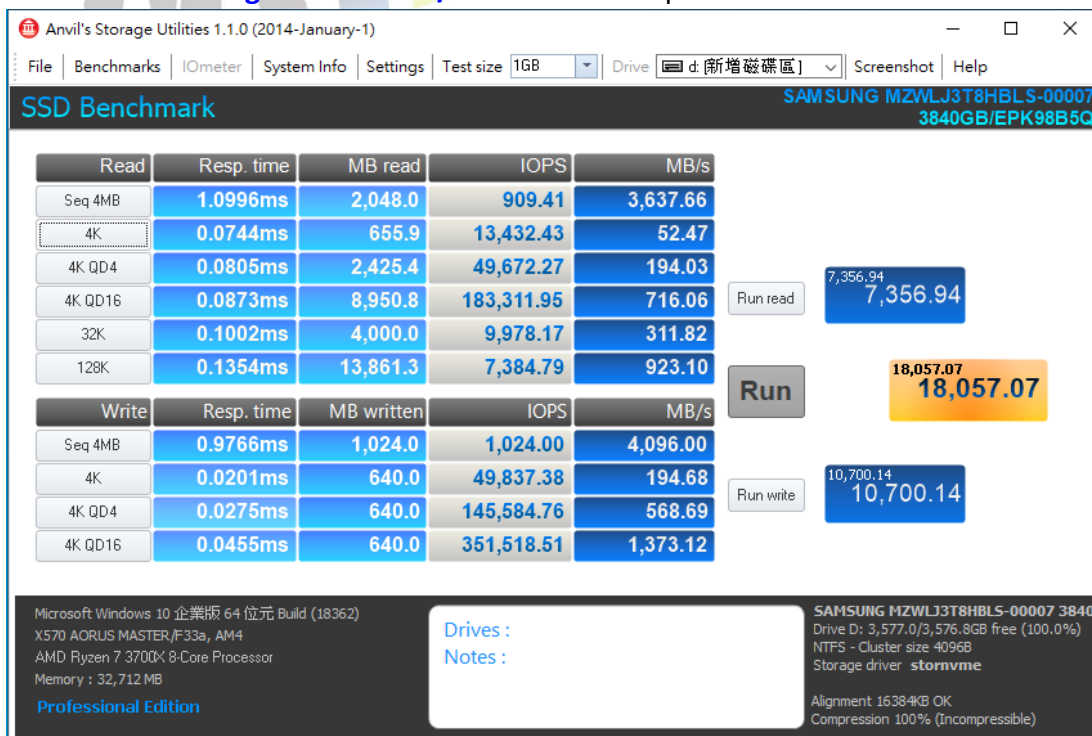 Anvil's Storage Utilities 1.1.0 (2014-January-1)
File Benchmarks IOmeter System Info Settings Test size 1GB Drive d: [新增磁碟區] Screenshot Help
SSD Benchmark
SAMSUNG MZWLJ3T8HBLS-00007
3840GB/EPK98B5Q
Read Resp. time MB read IOPS MB/s
Seq 4MB 1.0996ms 2,048.0 909.41 3,637.66
4K 0.0744ms 655.9 13,432.43 52.47
4K QD4 0.0805ms 2,425.4 49,672.27 194.03
4K QD16 0.0873ms 8,950.8 183,311.95 716.06
32K 0.1002ms 4,000.0 9,978.17 311.82
128K 0.1354ms 13,861.3 7,384.79 923.10
Run read
7,356.94
7,356.94
Run
18,057.07
18,057.07
Write Resp. time MB written IOPS MB/s
Seq 4MB 0.9766ms 1,024.0 1,024.00 4,096.00
4K 0.0201ms 640.0 49,837.38 194.68
4K QD4 0.0275ms 640.0 145,584.76 568.69
4K QD16 0.0455ms 640.0 351,518.51 1,373.12
Run write
10,700.14
10,700.14
Microsoft Windows 10 企業版 64 位元 Build (18362)
X570 AORUS MASTER/F33a, AM4
AMD Ryzen 7 3700X 8-Core Processor
Memory : 32,712 MB
Professional Edition
Drives :
Notes :
SAMSUNG MZWLJ3T8HBLS-00007 3840
Drive D: 3,577.0/3,576.8GB free (100.0%)
NTFS - Cluster size 4096B
Storage driver stornvme
Alignment 16384KB OK
Compression 100% (Incompressible)